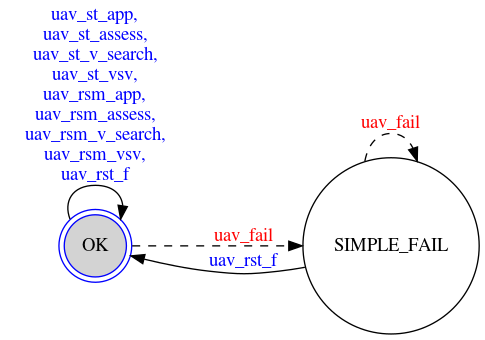 uav_st_app,
uav_st_assess,
uav_st_v_search,
uav_st_vsv,
uav_rsm_app,
uav_rsm_assess,
uav_rsm_v_search,
uav_rsm_vsv,
uav_rst_f
uav_fail
OK
uav_fail
SIMPLE_FAIL
uav_rst_f